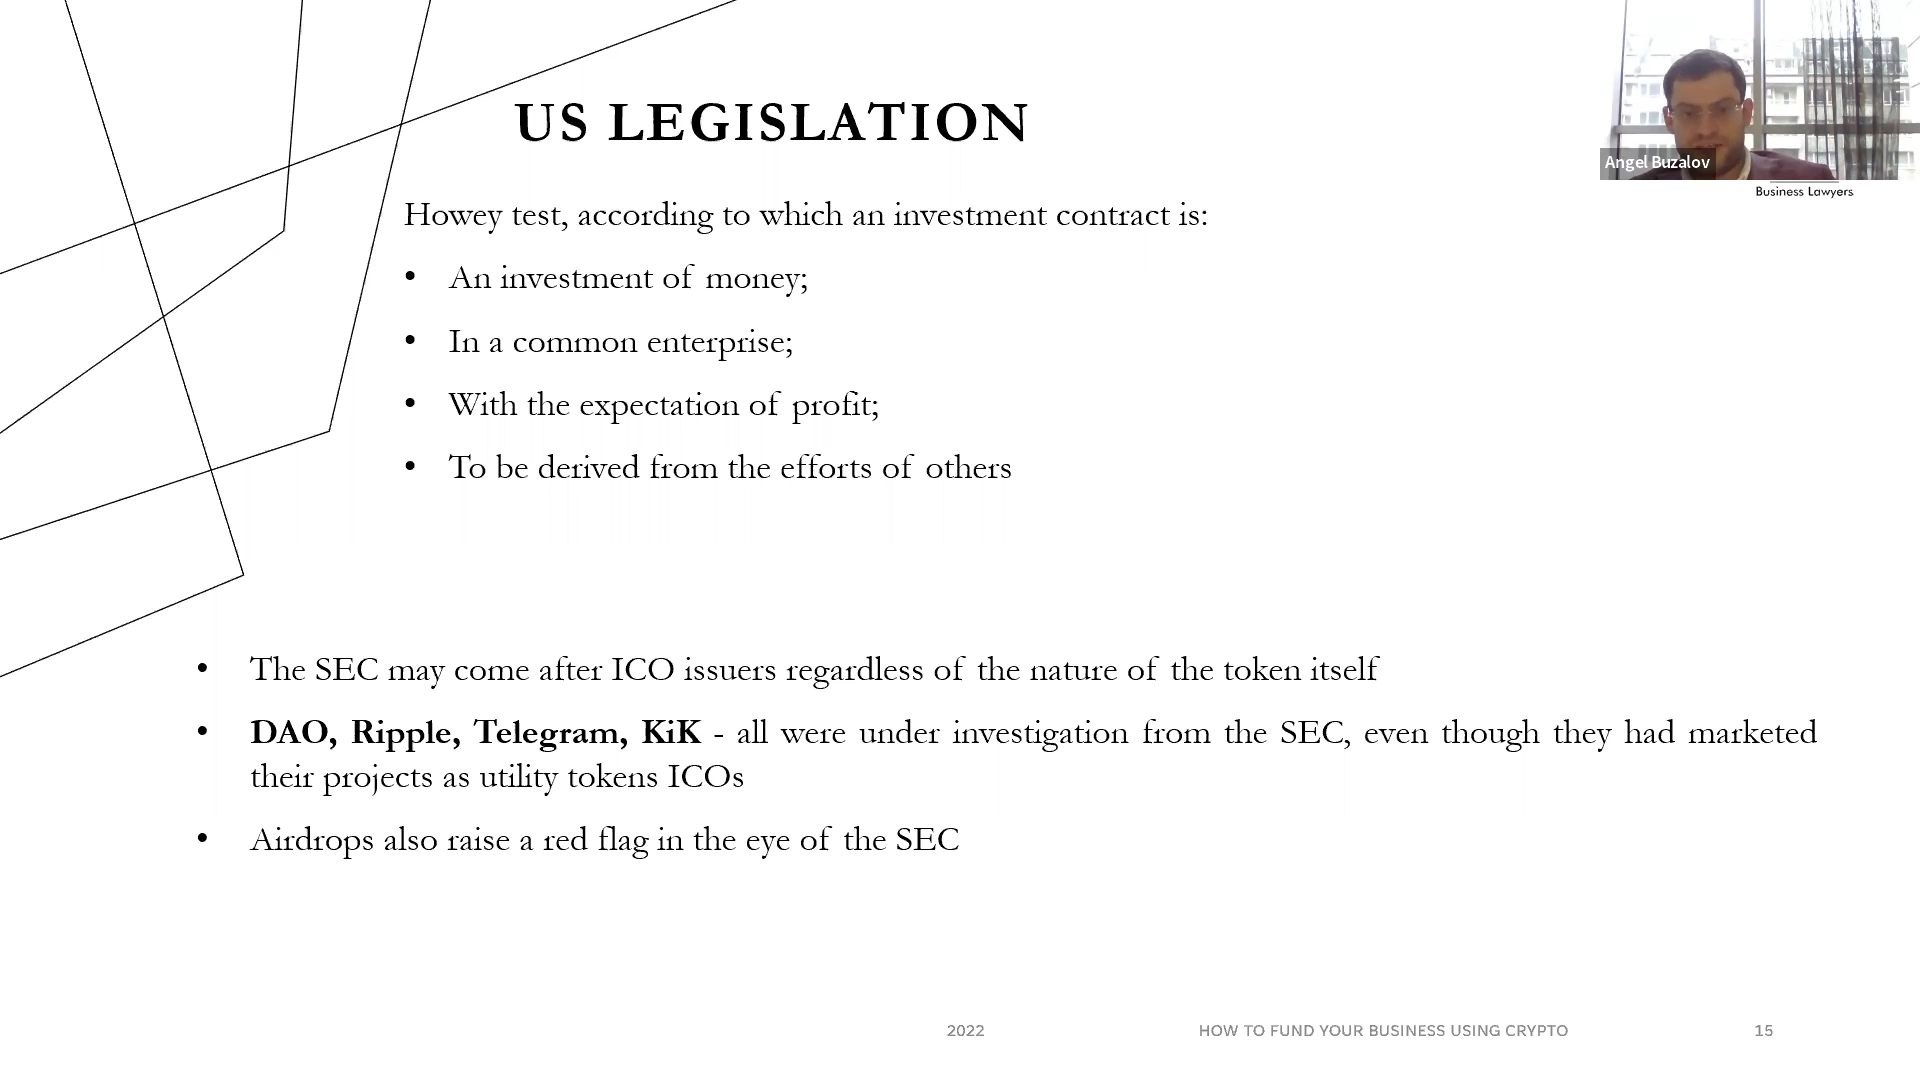 US LEGISLATION
Angel Buzalov
Business Lawyers
Howey test, according to which an investment contract is:
• An investment of money;
• In a common enterprise;
• With the expectation of profit;
• To be derived from the efforts of others
• The SEC may come after ICO issuers regardless of the nature of the token itself
• DAO, Ripple, Telegram, KiK - all were under investigation from the SEC, even though they had marketed
their projects as utility tokens ICOs
• Airdrops also raise a red flag in the eye of the SEC
2022 HOW TO FUND YOUR BUSINESS USING CRYPTO 15